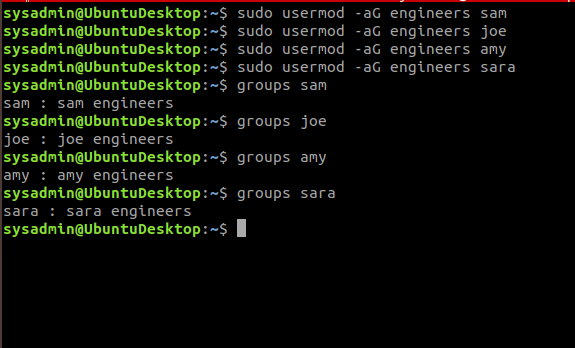 sysadmin@UbuntuDesktop:~$ sudo usermod -aG engineers sam
sysadmin@UbuntuDesktop:~$ sudo usermod -aG engineers joe
sysadmin@UbuntuDesktop:~$ sudo usermod -aG engineers amy
sysadmin@UbuntuDesktop:~$ sudo usermod -aG engineers sara
sysadmin@UbuntuDesktop:~$ groups sam
sam : sam engineers
sysadmin@UbuntuDesktop:~$ groups joe
joe : joe engineers
sysadmin@UbuntuDesktop:~$ groups amy
amy : amy engineers
sysadmin@UbuntuDesktop:~$ groups sara
sara : sara engineers
sysadmin@UbuntuDesktop:~$